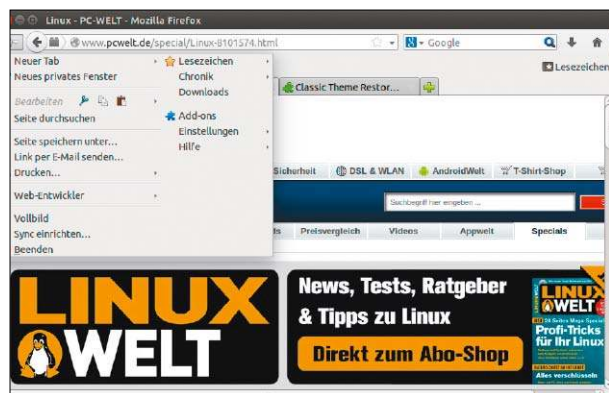 Linux - PC-WELT - Mozilla Firefox
www.pcwelt.de/special/Linux-8101574.html
Google
Neuer Tab
Neues privates Fenster
Bearbeiten
Seite durchsuchen
Seite speichern unter...
Link per E-Mail senden...
Drucken...
Web-Entwickler
Vollbild
Sync einrichten...
Beenden
Lesezeichen
Chronik
Downloads
Add-ons
Einstellungen
Hilfe
Lesezeichen
Classic Theme Restor...
DSL & WLAN
AndroidWelt
T-Shirt-Shop
Suchbegriff hier eingeben ...
Preisvergleich
Videos
Appwelt
Specials
LINUX
WELT
News, Tests, Ratgeber
& Tipps zu Linux
Direkt zum Abo-Shop
LINUX
WELT
Profi-Tricks
für Ihr Linux
Alles verschlüsseln